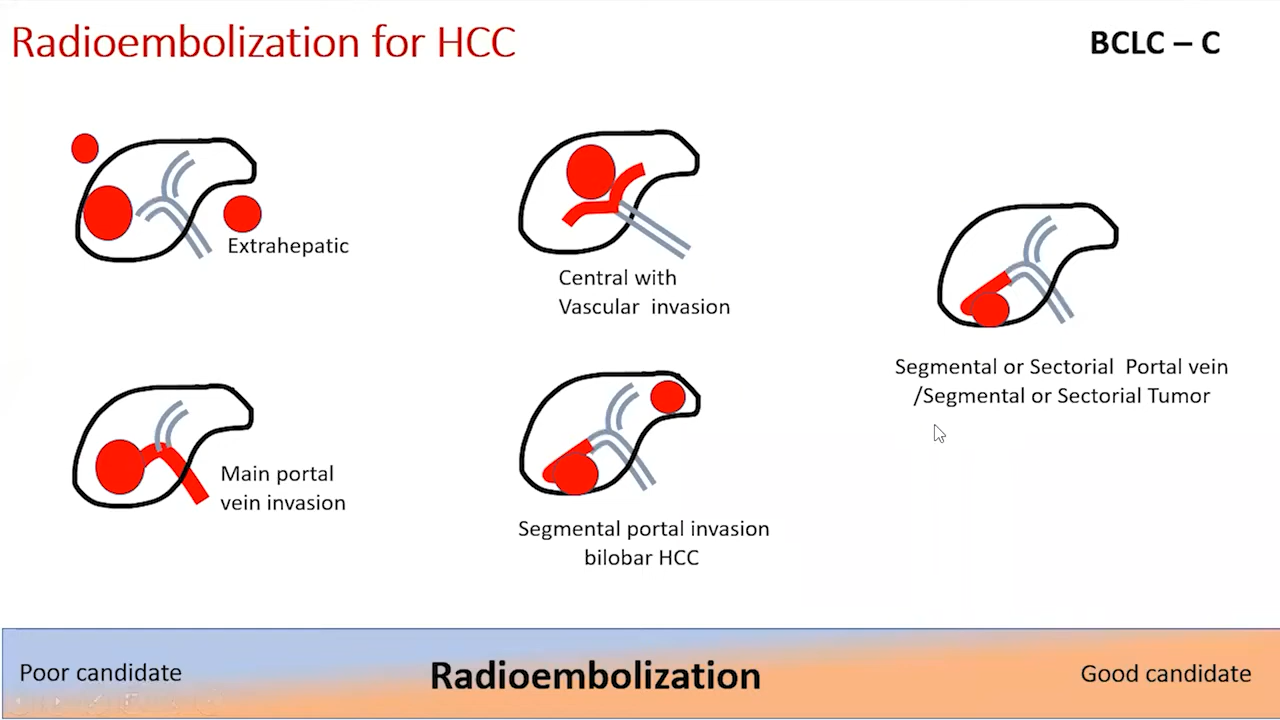 Radioembolization for HCC
BCLC – C
Extrahepatic
Central with
Vascular invasion
Segmental or Sectorial Portal vein
/Segmental or Sectorial Tumor
Main portal
vein invasion
Segmental portal invasion
bilobar HCC
Poor candidate
Radioembolization
Good candidate